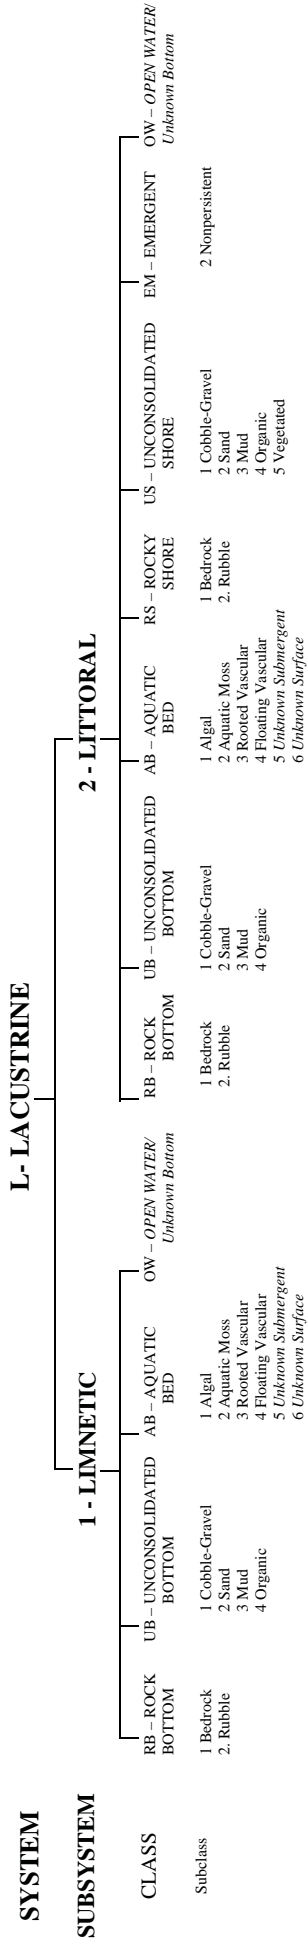 SYSTEM
L- LACUSTRINE
SUBSYSTEM
1 - LIMNETIC
2 - LITTORAL
CLASS
RB – ROCK
BOTTOM
UB – UNCONSOLIDATED
BOTTOM
AB – AQUATIC
BED
OW – OPEN WATER/
Unknown Bottom
RB – ROCK
BOTTOM
UB – UNCONSOLIDATED
BOTTOM
AB – AQUATIC
BED
RS – ROCKY
SHORE
US – UNCONSOLIDATED
SHORE
EM – EMERGENT
OW – OPEN WATER/
Unknown Bottom
Subclass
1 Bedrock
2. Rubble
1 Cobble-Gravel
2 Sand
3 Mud
4 Organic
1 Algal
2 Aquatic Moss
3 Rooted Vascular
4 Floating Vascular
5 Unknown Submergent
6 Unknown Surface
1 Bedrock
2. Rubble
1 Cobble-Gravel
2 Sand
3 Mud
4 Organic
1 Algal
2 Aquatic Moss
3 Rooted Vascular
4 Floating Vascular
5 Unknown Submergent
6 Unknown Surface
1 Bedrock
2. Rubble
1 Cobble-Gravel
2 Sand
3 Mud
4 Organic
5 Vegetated
2 Nonpersistent